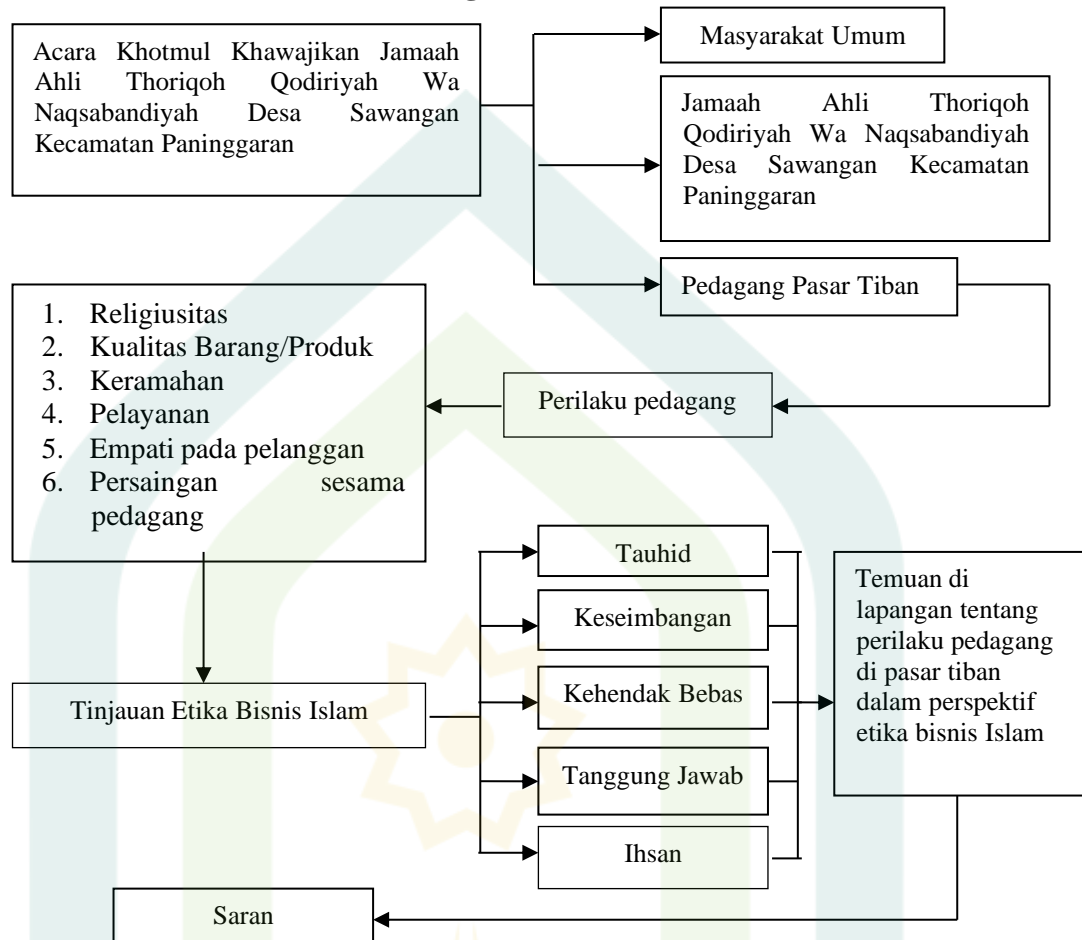 Acara Khotmul Khawajikan Jamaah
Ahli Thoriqoh Qodiriyah Wa
Naqsabandiyah Desa Sawangan
Kecamatan Paninggaran
Masyarakat Umum
Jamaah Ahli Thoriqoh
Qodiriyah Wa Naqsabandiyah
Desa Sawangan Kecamatan
Paninggaran
Pedagang Pasar Tiban
Perilaku pedagang
1. Religiusitas
2. Kualitas Barang/Produk
3. Keramahan
4. Pelayanan
5. Empati pada pelanggan
6. Persaingan sesama
pedagang
Tinjauan Etika Bisnis Islam
Tauhid
Keseimbangan
Kehendak Bebas
Tanggung Jawab
Ihsan
Temuan di
lapangan tentang
perilaku pedagang
di pasar tiban
dalam perspektif
etika bisnis Islam
Saran